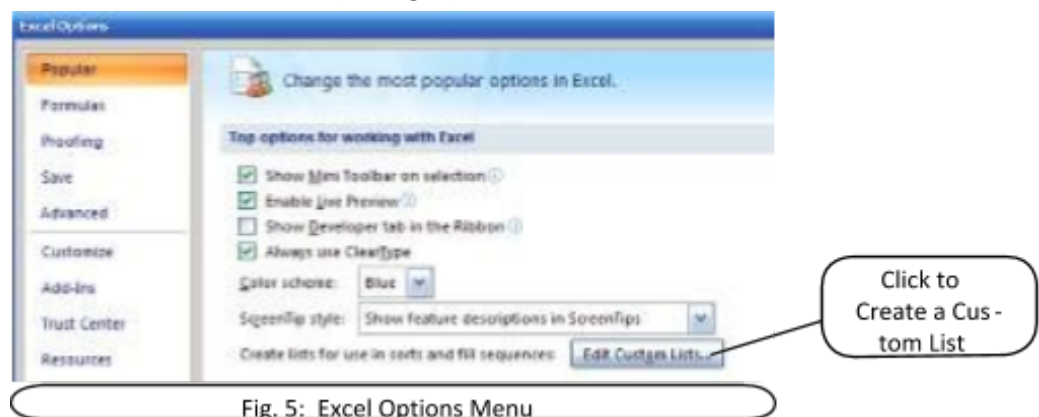 Excel Options
Popular
Formulas
Proofing
Save
Advanced
Customize
Add-Ins
Trust Center
Resources
Change the most popular options in Excel.
Top options for working with Excel
Show Mini Toolbar on selection
Enable Live Preview
Show Developer tab in the Ribbon
Always use ClearType
Color scheme: Blue
ScreenTip style: Show feature descriptions in ScreenTips
Create lists for use in sorts and fill sequences: Edit Custom Lists...
Click to
Create a Cus-
tom List
Fig. 5: Excel Options Menu